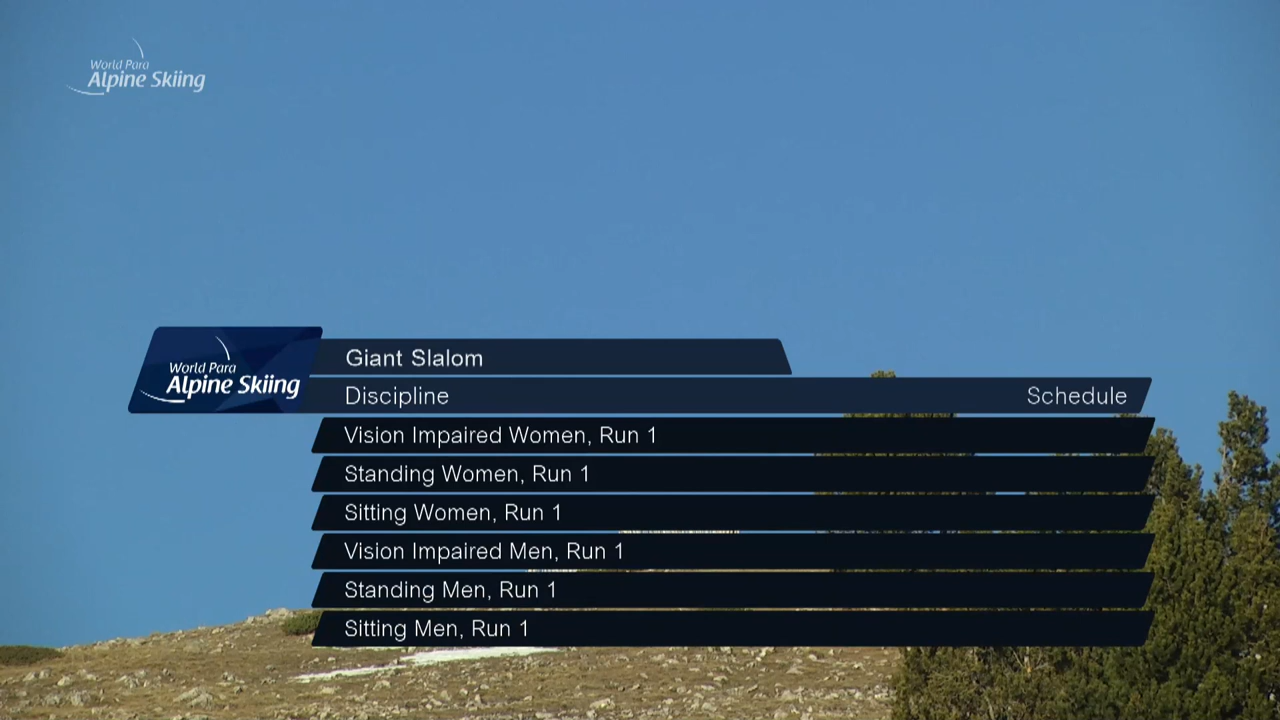 World Para
Alpine Skiing
World Para
Alpine Skiing
Giant Slalom
Discipline Schedule
Vision Impaired Women, Run 1
Standing Women, Run 1
Sitting Women, Run 1
Vision Impaired Men, Run 1
Standing Men, Run 1
Sitting Men, Run 1